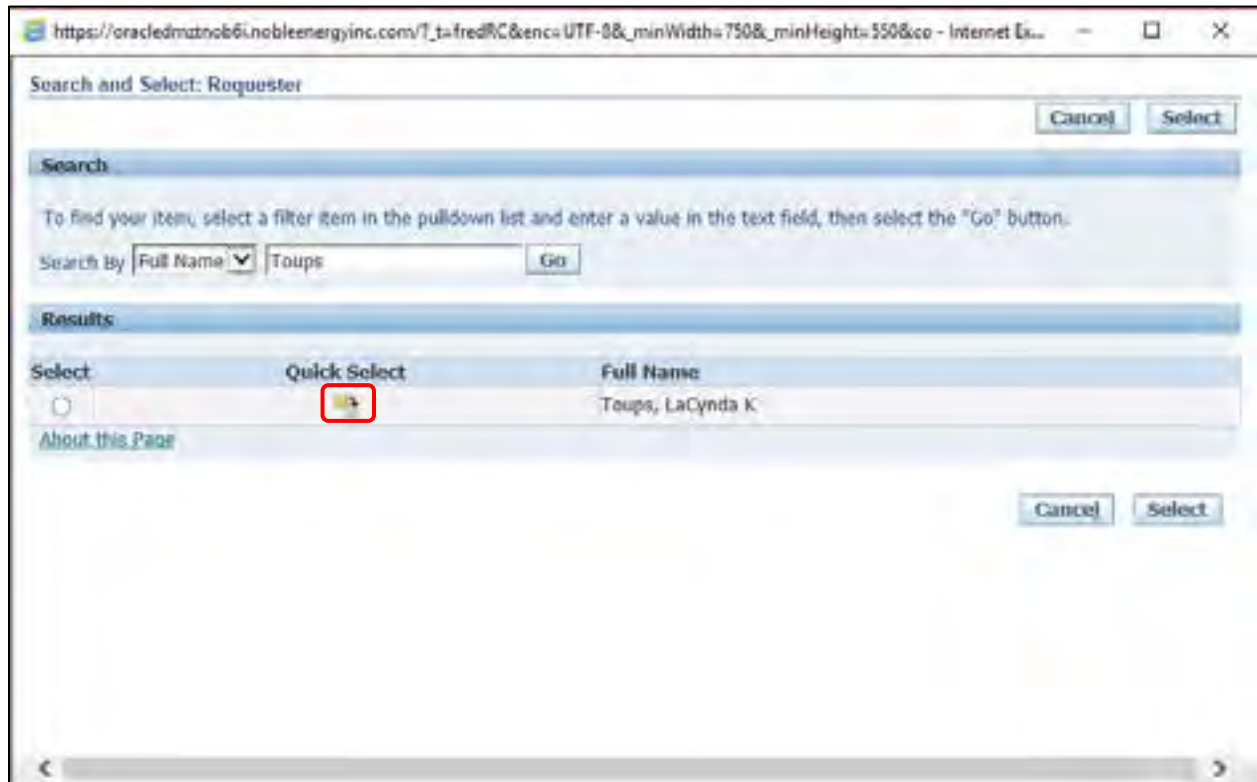 https://oracledmztnob6i.nobleenergyinc.com/?_t=fredRC&enc=UTF-8&_minWidth=750&_minHeight=550&co - Internet Ex...
Search and Select: Requester
Cancel Select
Search
To find your item, select a filter item in the pulldown list and enter a value in the text field, then select the "Go" button.
Search By Full Name Toups Go
Results
Select Quick Select Full Name
Toups, LaCynda K
About this Page
Cancel Select